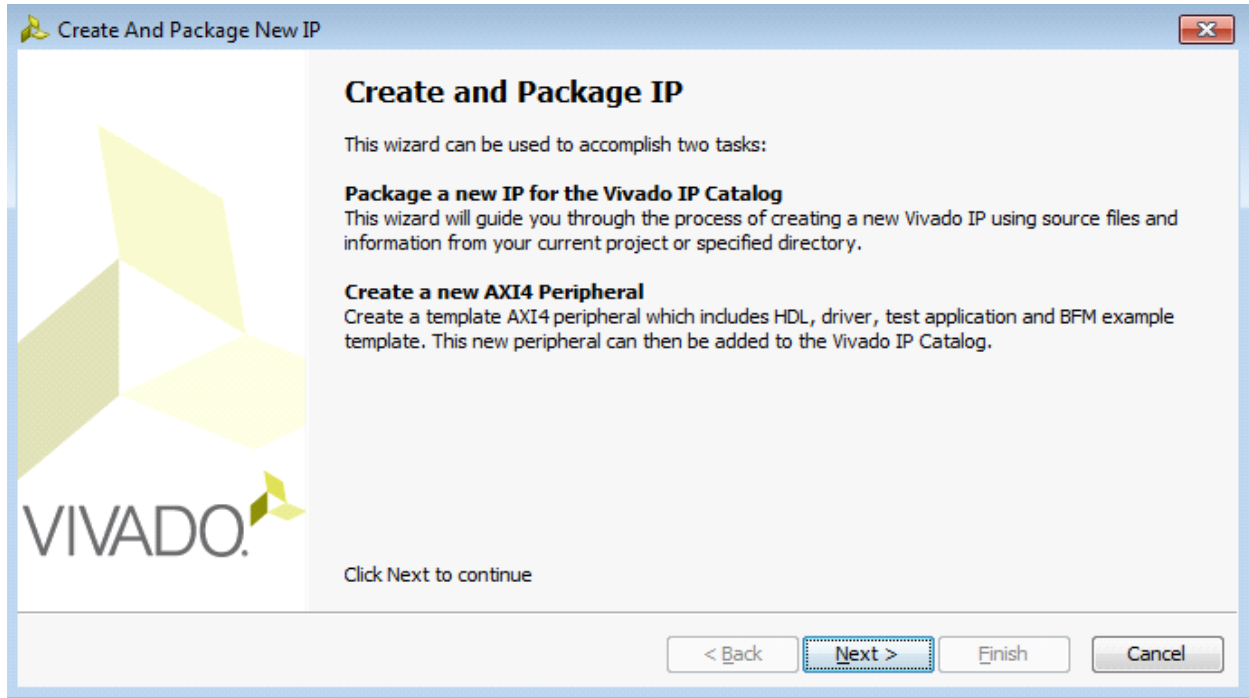 Create And Package New IP
Create and Package IP
This wizard can be used to accomplish two tasks:
Package a new IP for the Vivado IP Catalog
This wizard will guide you through the process of creating a new Vivado IP using source files and
information from your current project or specified directory.
Create a new AXI4 Peripheral
Create a template AXI4 peripheral which includes HDL, driver, test application and BFM example
template. This new peripheral can then be added to the Vivado IP Catalog.
VIVADO.
Click Next to continue
< Back Next > Finish Cancel